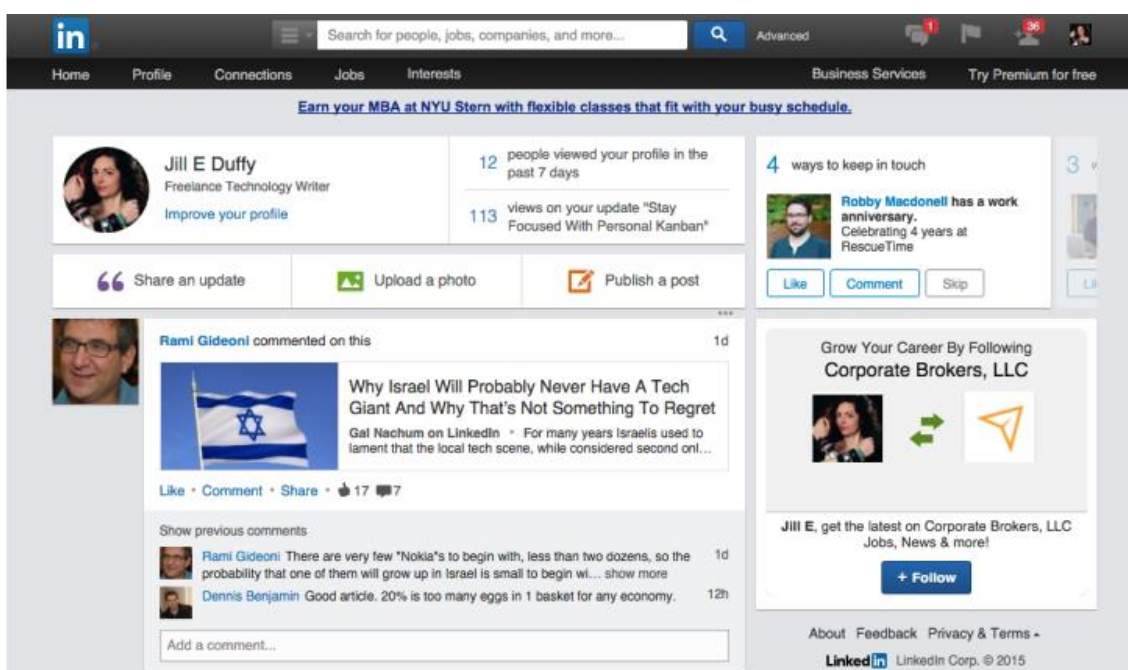 in
Search for people, jobs, companies, and more...
Advanced
1
36
Home
Profile
Connections
Jobs
Interests
Business Services
Try Premium for free
Earn your MBA at NYU Stern with flexible classes that fit with your busy schedule.
Jill E Duffy
Freelance Technology Writer
Improve your profile
12 people viewed your profile in the
past 7 days
113 views on your update "Stay
Focused With Personal Kanban"
4 ways to keep in touch
3
Robby Macdonell has a work
anniversary.
Celebrating 4 years at
RescueTime
Like
Comment
Skip
Share an update
Upload a photo
Publish a post
Rami Gideoni commented on this
1d
Why Israel Will Probably Never Have A Tech
Giant And Why That's Not Something To Regret
Gal Nachum on LinkedIn • For many years Israelis used to
lament that the local tech scene, while considered second onl...
Like • Comment • Share • 17 7
Show previous comments
Rami Gideoni There are very few "Nokia"s to begin with, less than two dozens, so the
1d
probability that one of them will grow up in Israel is small to begin wi... show more
Dennis Benjamin Good article. 20% is too many eggs in 1 basket for any economy.
12h
Add a comment...
Grow Your Career By Following
Corporate Brokers, LLC
Jill E, get the latest on Corporate Brokers, LLC
Jobs, News & more!
+ Follow
About Feedback Privacy & Terms
LinkedIn LinkedIn Corp. © 2015